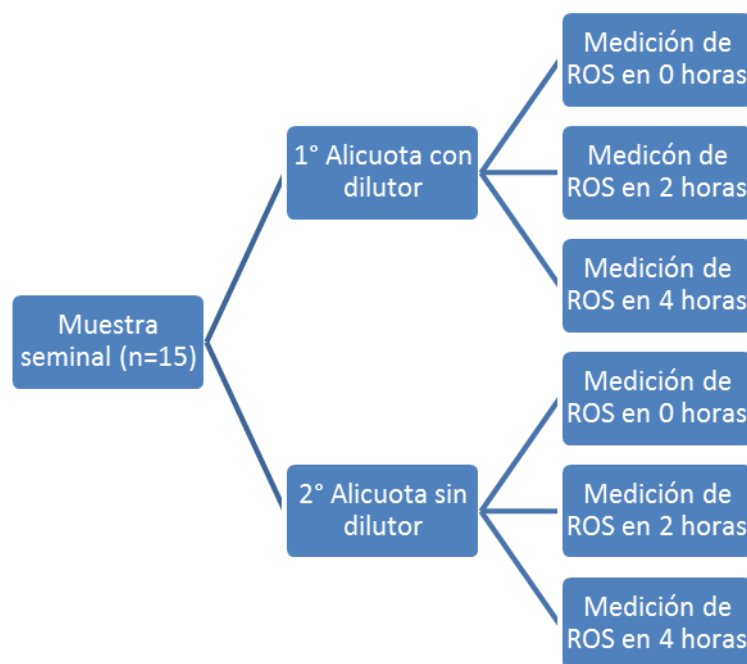 Muestra
seminal (n=15)
1° Alicuota con
dilutor
Medición de
ROS en 0 horas
Medicón de
ROS en 2 horas
Medición de
ROS en 4 horas
2° Alicuota sin
dilutor
Medición de
ROS en 0 horas
Medición de
ROS en 2 horas
Medición de
ROS en 4 horas